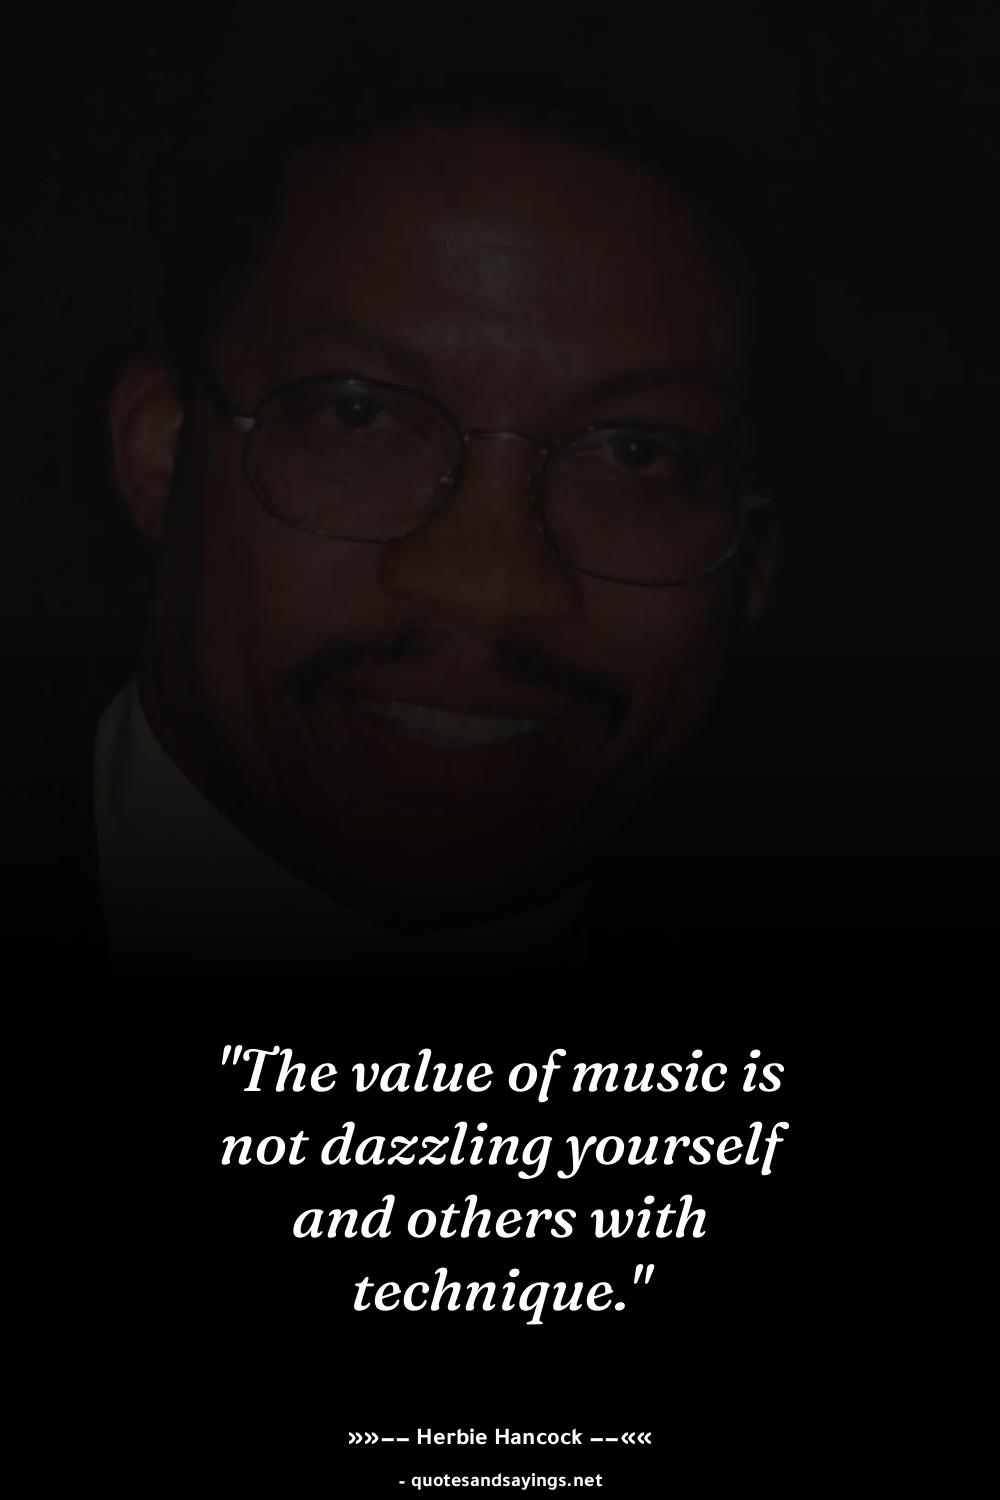 "The value of music is
not dazzling yourself
and others with
technique."
»»−− Herbie Hancock −−««
- quotesandsayings.net